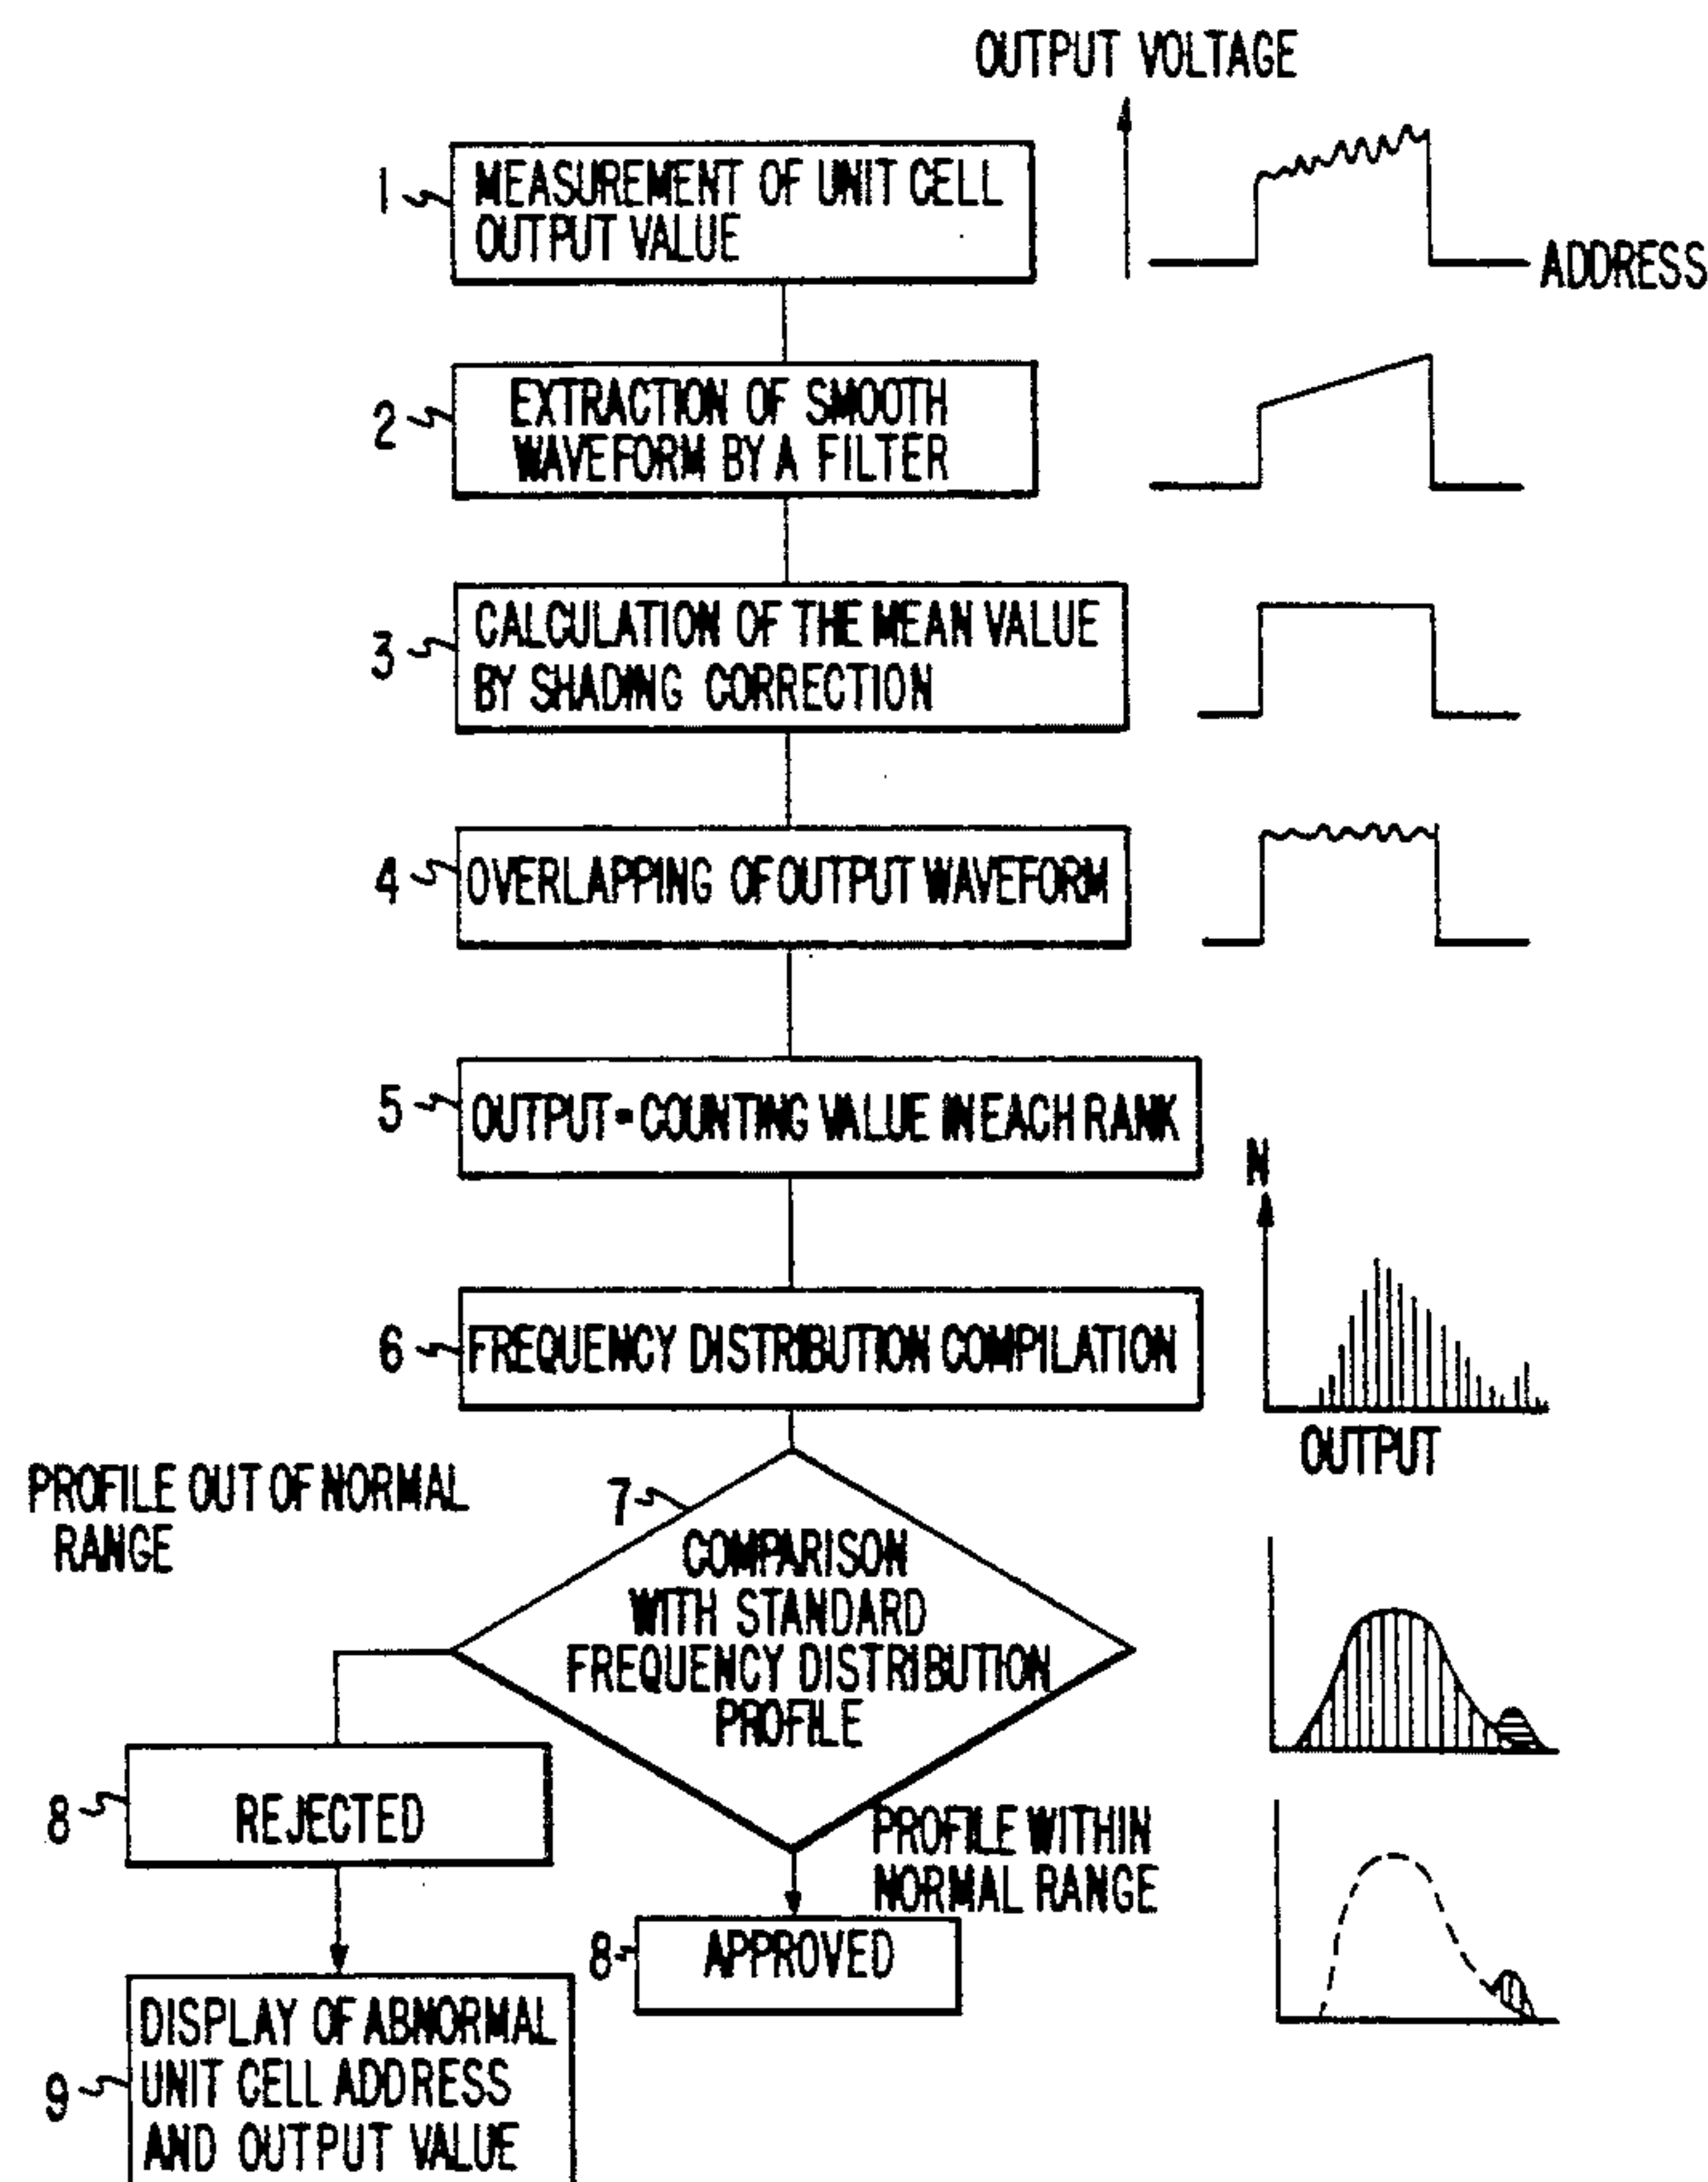 OUTPUT VOLTAGE
1
MEASUREMENT OF UNIT CELL
OUTPUT VALUE
ADDRESS
2
EXTRACTION OF SMOOTH
WAVEFORM BY A FILTER
3
CALCULATION OF THE MEAN VALUE
BY SHADING CORRECTION
4
OVERLAPPING OF OUTPUT WAVEFORM
5
OUTPUT=COUNTING VALUE IN EACH RANK
N
6
FREQUENCY DISTRIBUTION COMPILATION
OUTPUT
PROFILE OUT OF NORMAL
RANGE
7
COMPARISON
WITH STANDARD
FREQUENCY DISTRIBUTION
PROFILE
8
REJECTED
PROFILE WITHIN
NORMAL RANGE
8
APPROVED
9
DISPLAY OF ABNORMAL
UNIT CELL ADDRESS
AND OUTPUT VALUE